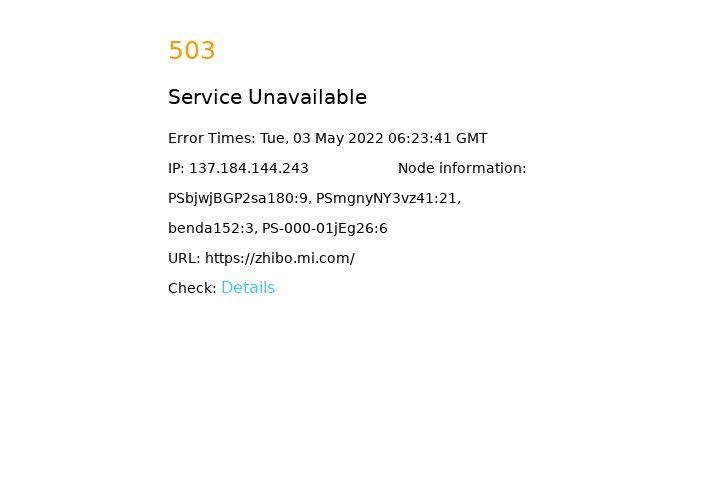 503
Service Unavailable
Error Times: Tue, 03 May 2022 06:23:41 GMT
IP: 137.184.144.243 Node information:
PSbjwjBGP2sa180:9, PSmgnyNY3vz41:21,
benda152:3, PS-000-01jEg26:6
URL: https://zhibo.mi.com/
Check: Details